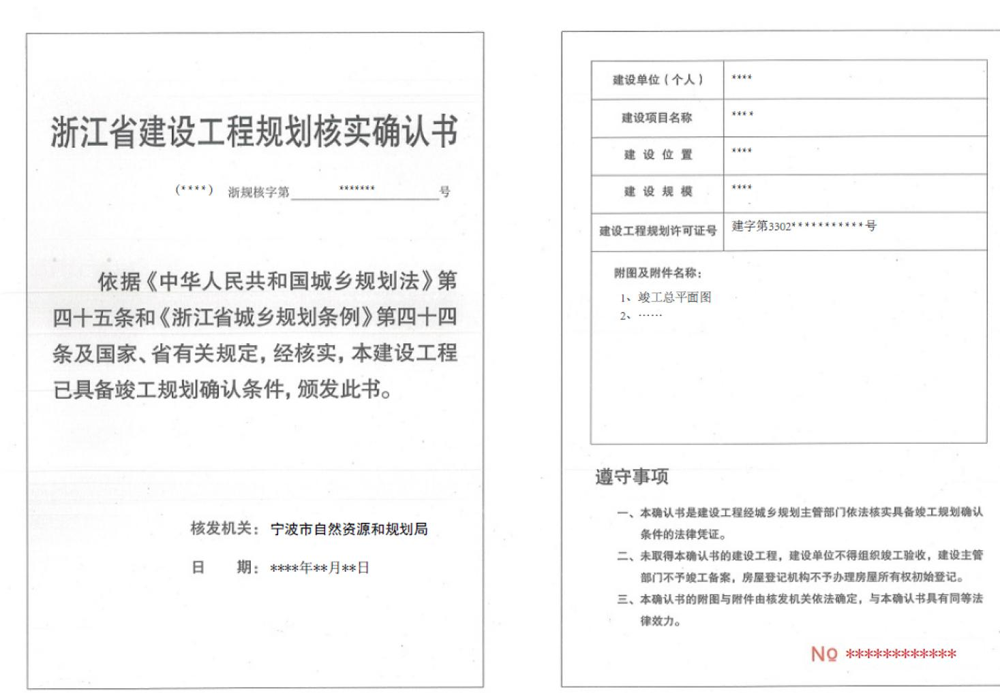 浙江省建设工程规划核实确认书
(****) 浙规核字第 ******* 号
依据《中华人民共和国城乡规划法》第
四十五条和《浙江省城乡规划条例》第四十四
条及国家、省有关规定，经核实，本建设工程
已具备竣工规划确认条件，颁发此书。
核发机关： 宁波市自然资源和规划局
日 期： ****年**月**日
建设单位（个人） ****
建设项目名称 ****
建设位置 ****
建设规模 ****
建设工程规划许可证号 建字第3302***********号
附图及附件名称：
1、竣工总平面图
2、……
遵守事项
一、本确认书是建设工程经城乡规划主管部门依法核实具备竣工规划确认
条件的法律凭证。
二、未取得本确认书的建设工程，建设单位不得组织竣工验收，建设主管
部门不予竣工备案，房屋登记机构不予办理房屋所有权初始登记。
三、本确认书的附图与附件由核发机关依法确定，与本确认书具有同等法
律效力。
№ ************